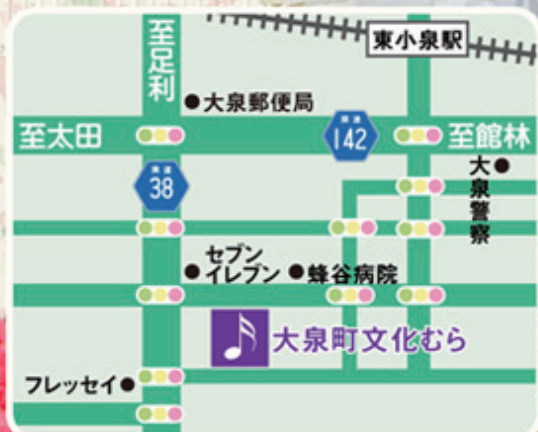 東小泉駅
至足利
大泉郵便局
至太田
県道
142
至館林
県道
38
大泉警察
セブン
イレブン
蜂谷病院
大泉町文化むら
フレッセイ